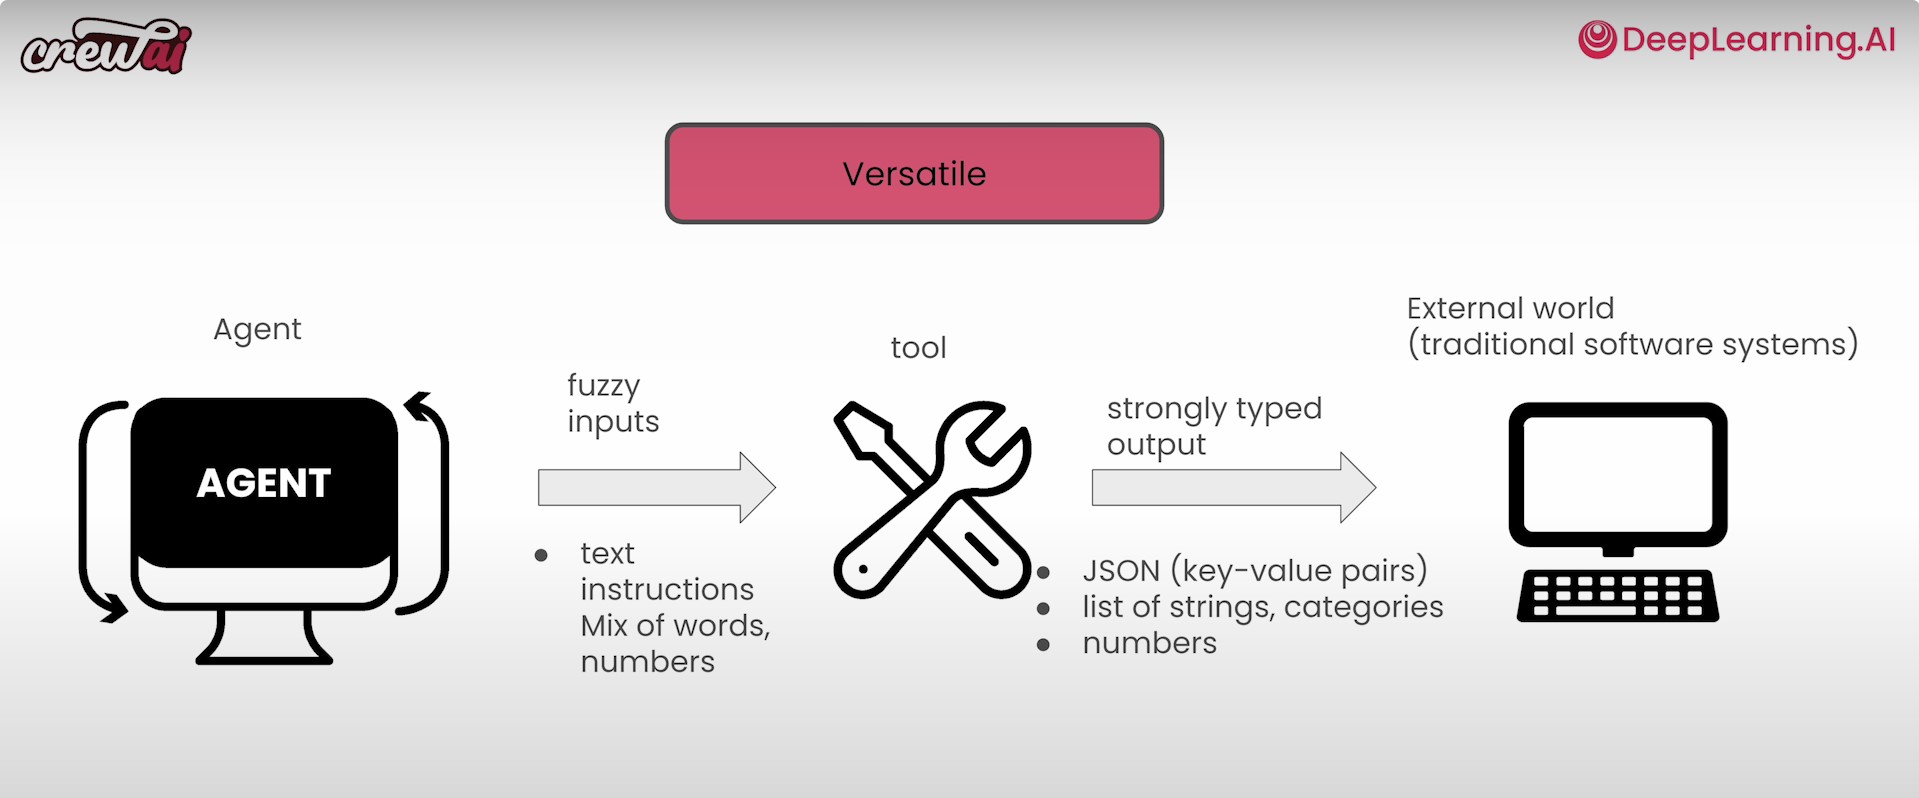 crewai
DeepLearning.AI
Versatile
Agent
AGENT
fuzzy
inputs
• text
instructions
Mix of words,
numbers
tool
strongly typed
output
• JSON (key-value pairs)
• list of strings, categories
• numbers
External world
(traditional software systems)